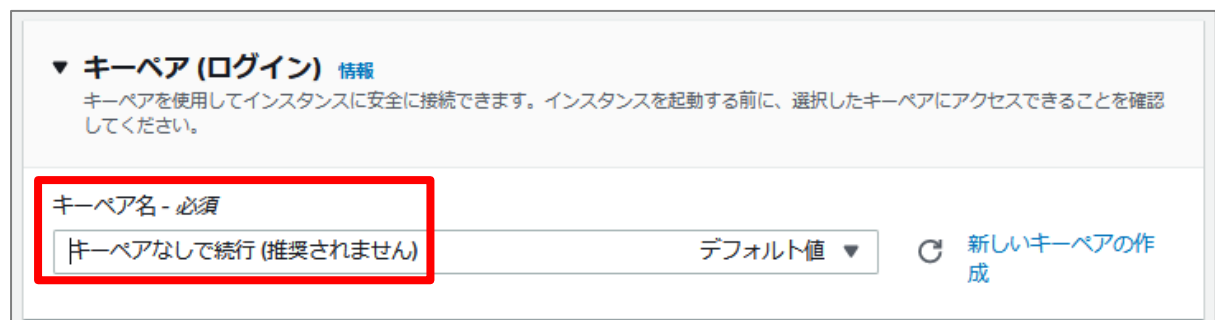 ▼ キーペア (ログイン) 情報
キーペアを使用してインスタンスに安全に接続できます。インスタンスを起動する前に、選択したキーペアにアクセスできることを確認
してください。
キーペア名 - 必須
キーペアなしで続行 (推奨されません) デフォルト値 ▼
新しいキーペアの作
成